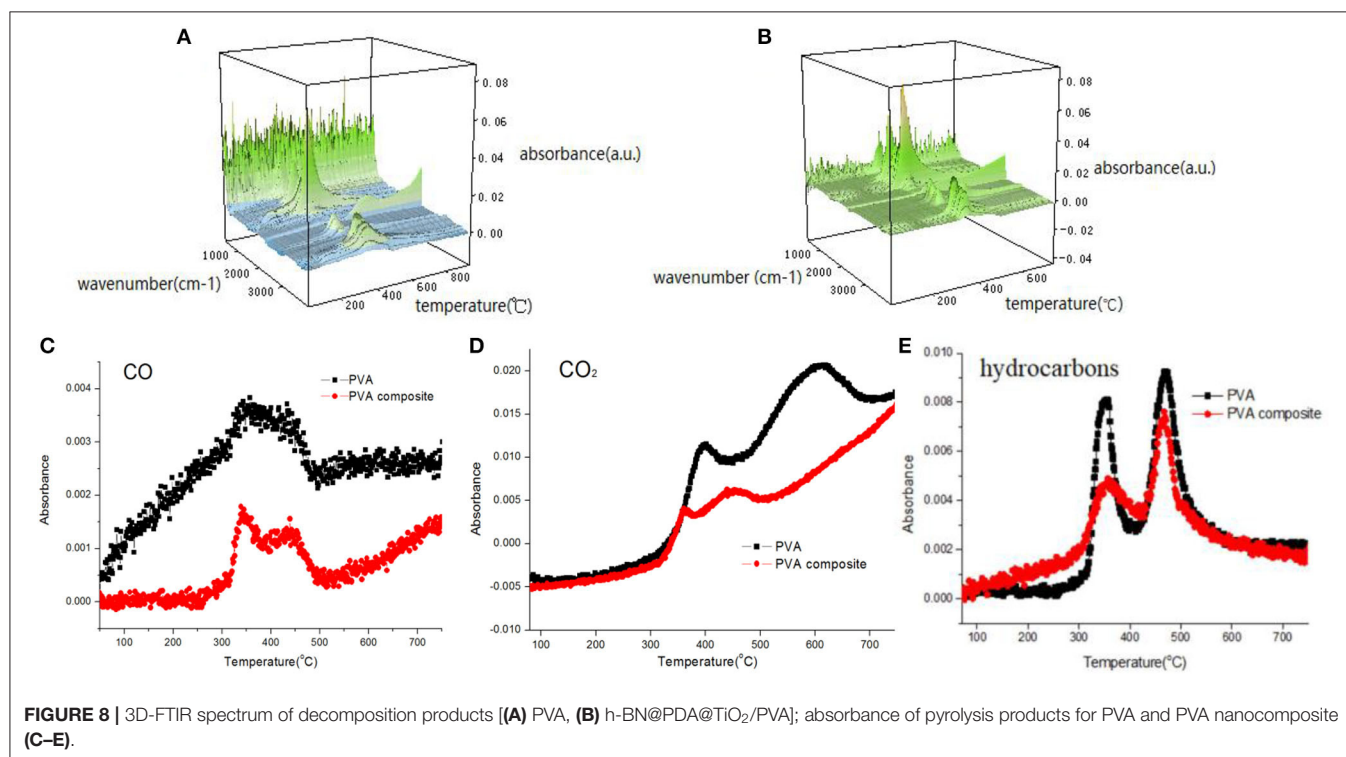 A
0.08
0.06
0.04
0.02
0.00
absorbance(a.u.)
1000
2000
3000
wavenumber(cm-1)
200
400
600
800
temperature(℃)
B
0.08
0.06
0.04
0.02
0.00
-0.02
-0.04
absorbance(a.u.)
1000
2000
3000
wavenumber (cm-1)
200
400
600
temperature(℃)
C
CO
PVA
PVA composite
0.004
0.003
0.002
0.001
0.000
Absorbance
100 200 300 400 500 600 700
Temperature(°C)
D
CO₂
PVA
PVA composite
0.020
0.015
0.010
0.005
0.000
-0.005
-0.010
Absorbance
100 200 300 400 500 600 700
Temperature(°C)
E
hydrocarbons
PVA
PVA composite
0.010
0.008
0.006
0.004
0.002
0.000
Absorbance
100 200 300 400 500 600 700
Temperature(°C)
FIGURE 8 | 3D-FTIR spectrum of decomposition products [(A) PVA, (B) h-BN@PDA@TiO₂/PVA]; absorbance of pyrolysis products for PVA and PVA nanocomposite
(C–E).